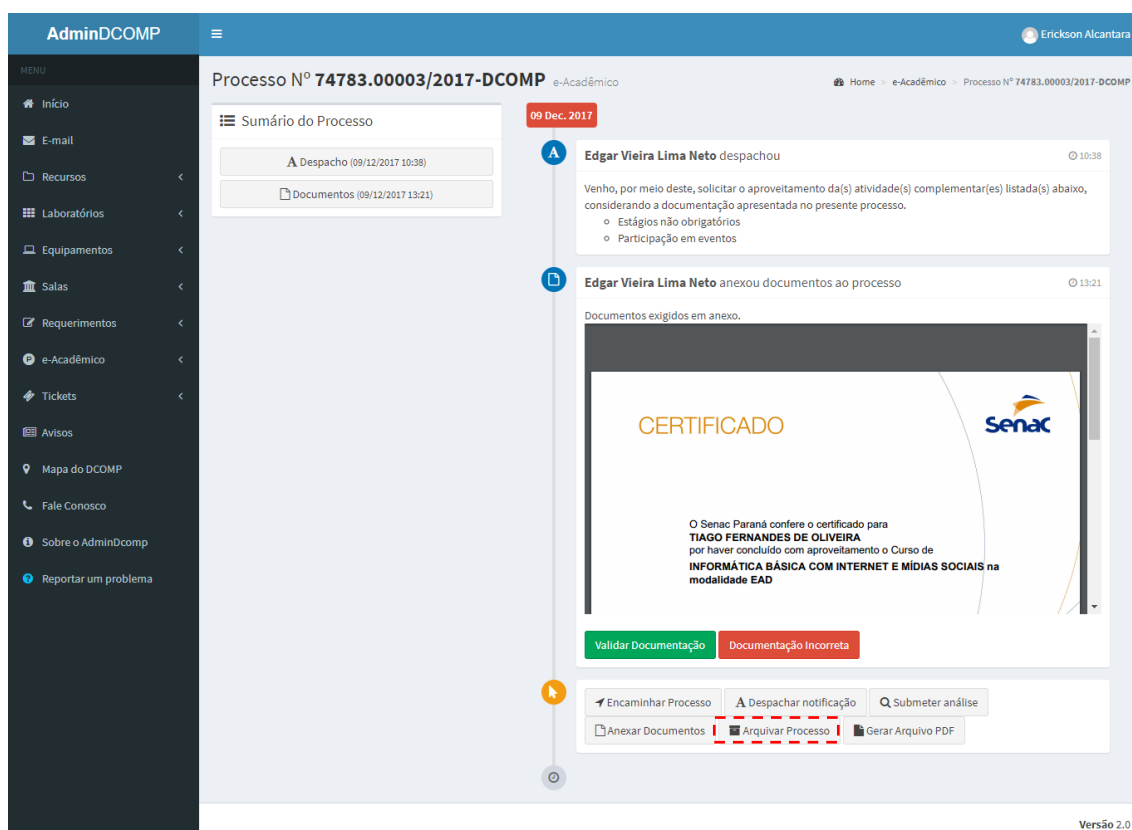 AdminDCOMP
Erickson Alcantara
MENU
Início
E-mail
Recursos
Laboratórios
Equipamentos
Salas
Requerimentos
e-Acadêmico
Tickets
Avisos
Mapa do DCOMP
Fale Conosco
Sobre o AdminDcomp
Reportar um problema
Processo Nº 74783.00003/2017-DCOMP e-Acadêmico
Home > e-Acadêmico > Processo Nº 74783.00003/2017-DCOMP
Sumário do Processo
A Despacho (09/12/2017 10:38)
Documentos (09/12/2017 13:21)
09 Dec. 2017
A
Edgar Vieira Lima Neto despachou
10:38
Venho, por meio deste, solicitar o aproveitamento da(s) atividade(s) complementar(es) listada(s) abaixo,
considerando a documentação apresentada no presente processo.
Estágios não obrigatórios
Participação em eventos
Edgar Vieira Lima Neto anexou documentos ao processo
13:21
Documentos exigidos em anexo.
CERTIFICADO
Senac
O Senac Paraná confere o certificado para
TIAGO FERNANDES DE OLIVEIRA
por haver concluído com aproveitamento o Curso de
INFORMÁTICA BÁSICA COM INTERNET E MÍDIAS SOCIAIS na
modalidade EAD
Validar Documentação
Documentação Incorreta
Encaminhar Processo
A Despachar notificação
Submeter análise
Anexar Documentos
Arquivar Processo
Gerar Arquivo PDF
Versão 2.0